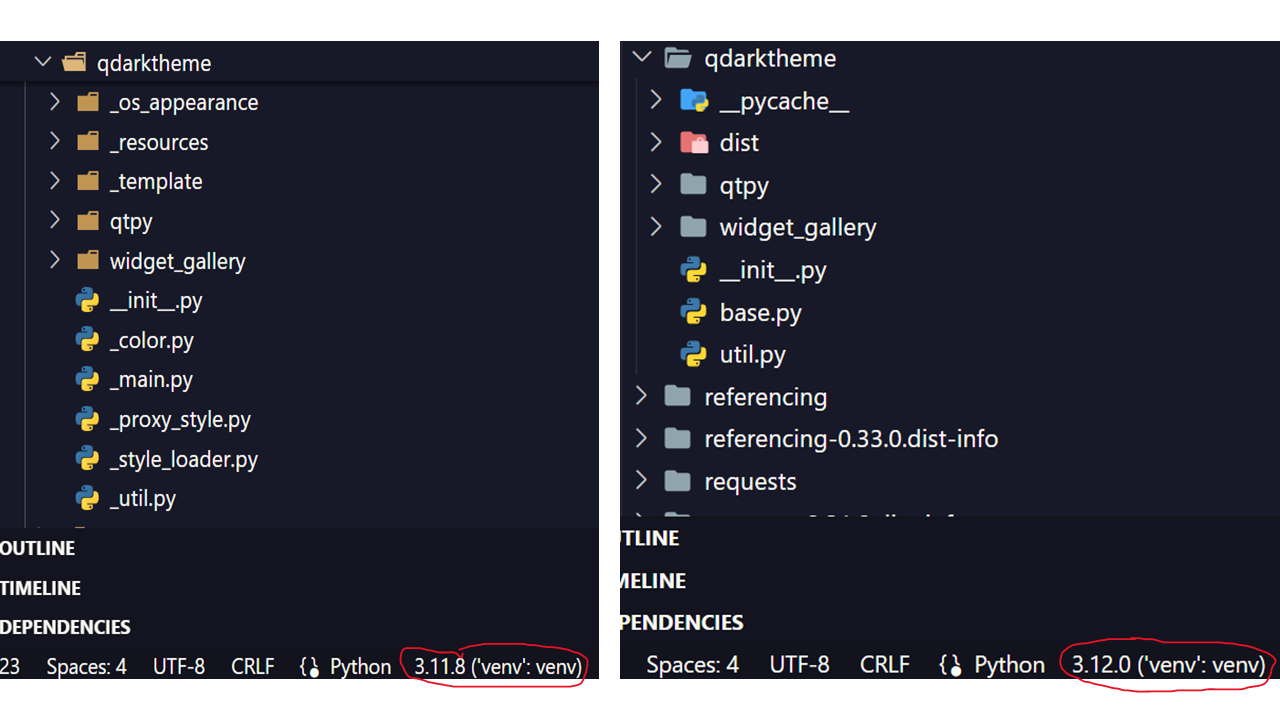 qdarktheme
_os_appearance
_resources
_template
qtpy
widget_gallery
__init__.py
_color.py
_main.py
_proxy_style.py
_style_loader.py
_util.py
OUTLINE
TIMELINE
DEPENDENCIES
23 Spaces: 4 UTF-8 CRLF {} Python 3.11.8 ('venv': venv)
qdarktheme
__pycache__
dist
qtpy
widget_gallery
__init__.py
base.py
util.py
referencing
referencing-0.33.0.dist-info
requests
TLINE
MELINE
PENDENCIES
Spaces: 4 UTF-8 CRLF {} Python 3.12.0 ('venv': venv)